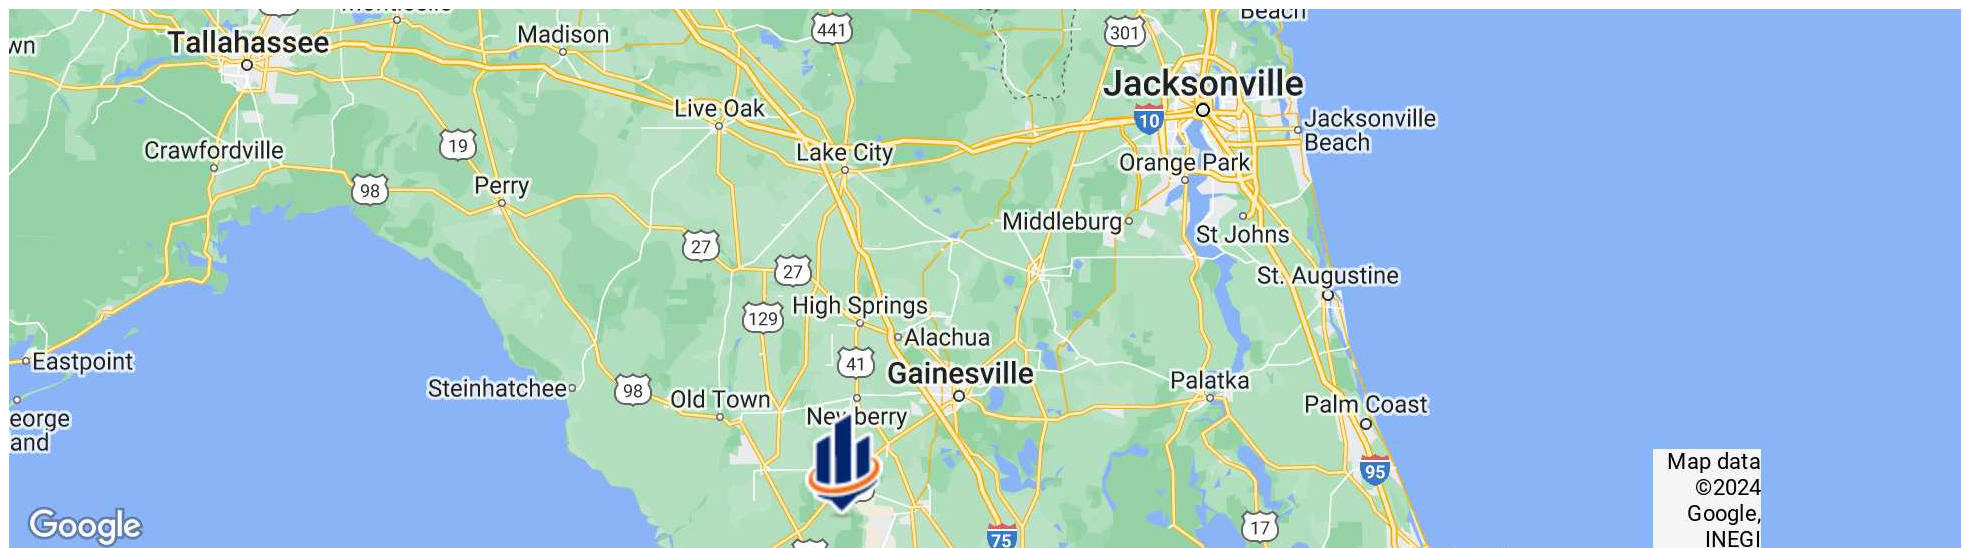 Monticello
Beach
wn
Tallahassee
Madison
441
301
Jacksonville
Live Oak
10
Jacksonville
Beach
19
Crawfordville
Lake City
Orange Park
98
Perry
Middleburg
St Johns
27
27
St. Augustine
High Springs
129
Alachua
41
Eastpoint
Gainesville
Steinhatchee
98
Old Town
Palatka
eorge
and
Newberry
Palm Coast
95
Map data
©2024
Google,
INEGI
Google
17
75